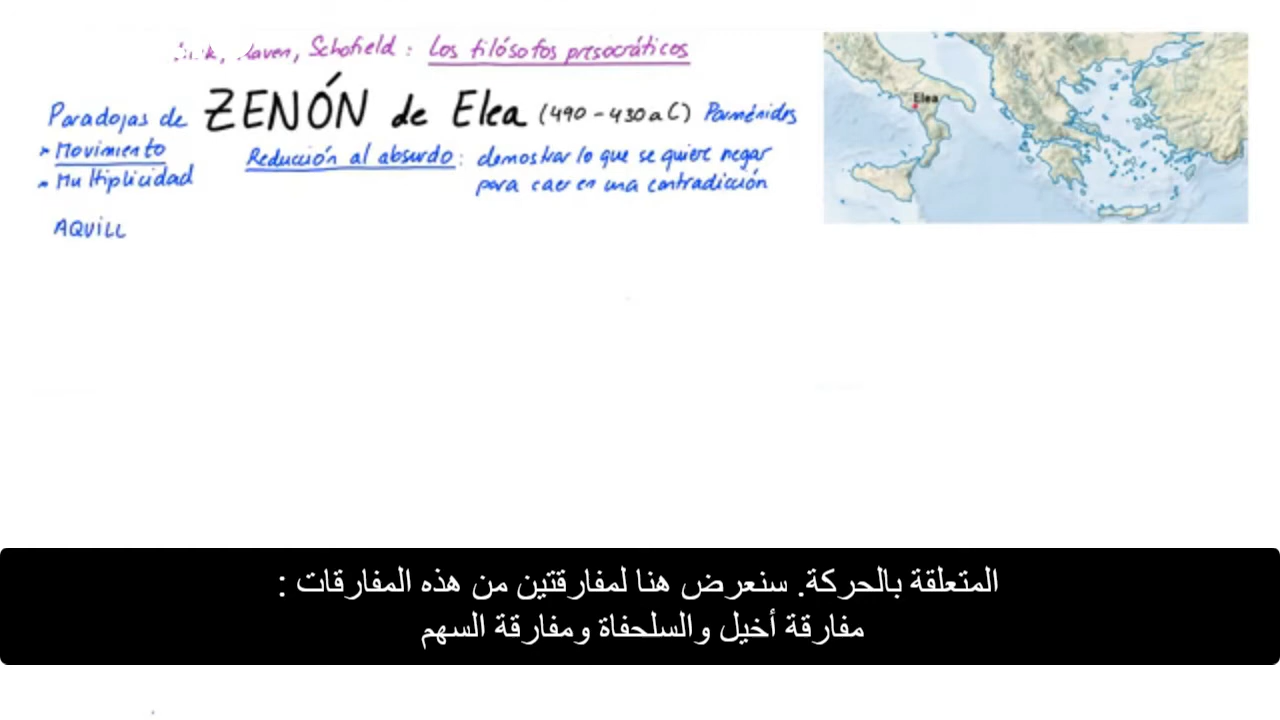 Schofield : Los filósofos presocráticos
Paradojas de ZENÓN de Elea (490-430 a C) Parménides
Movimiento
Multiplicidad
Reducción al absurdo : demostrar lo que se quiere negar
para caer en una contradicción
AQUILL
Elea
المتعلقة بالحركة. سنعرض هنا لمفارقتين من هذه المفارقات :
مفارقة أخيل والسلحفاة ومفارقة السهم